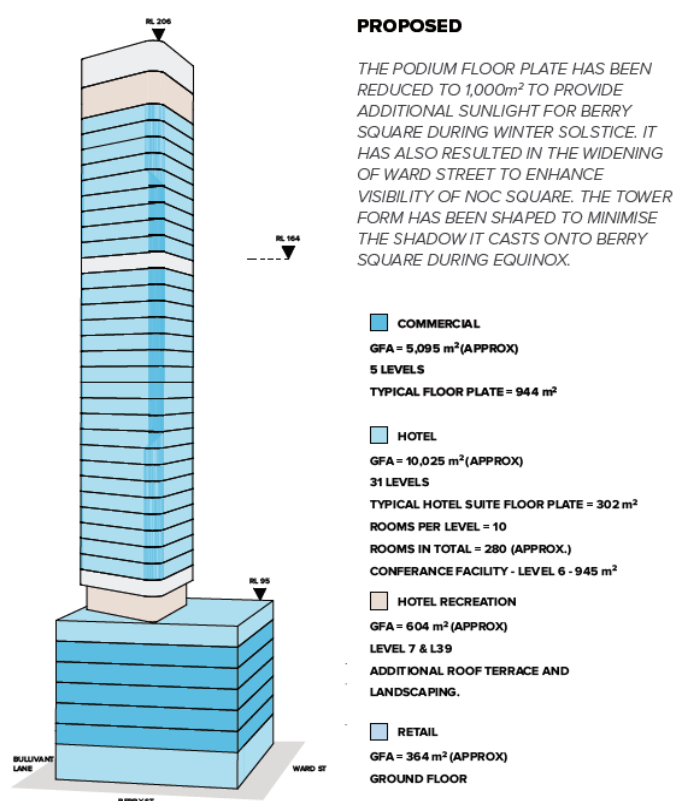 RL 206
PROPOSED
THE PODIUM FLOOR PLATE HAS BEEN
REDUCED TO 1,000m² TO PROVIDE
ADDITIONAL SUNLIGHT FOR BERRY
SQUARE DURING WINTER SOLSTICE. IT
HAS ALSO RESULTED IN THE WIDENING
OF WARD STREET TO ENHANCE
VISIBILITY OF NOC SQUARE. THE TOWER
FORM HAS BEEN SHAPED TO MINIMISE
THE SHADOW IT CASTS ONTO BERRY
SQUARE DURING EQUINOX.
RL 164
COMMERCIAL
GFA = 5,095 m² (APPROX)
5 LEVELS
TYPICAL FLOOR PLATE = 944 m²
HOTEL
GFA = 10,025 m² (APPROX)
31 LEVELS
TYPICAL HOTEL SUITE FLOOR PLATE = 302 m²
ROOMS PER LEVEL = 10
ROOMS IN TOTAL = 280 (APPROX.)
CONFERANCE FACILITY - LEVEL 6 - 945 m²
RL 95
HOTEL RECREATION
GFA = 604 m² (APPROX)
LEVEL 7 & L39
ADDITIONAL ROOF TERRACE AND
LANDSCAPING.
RETAIL
GFA = 364 m² (APPROX)
GROUND FLOOR
BULLIVANT
LANE
WARD ST
BERRY ST